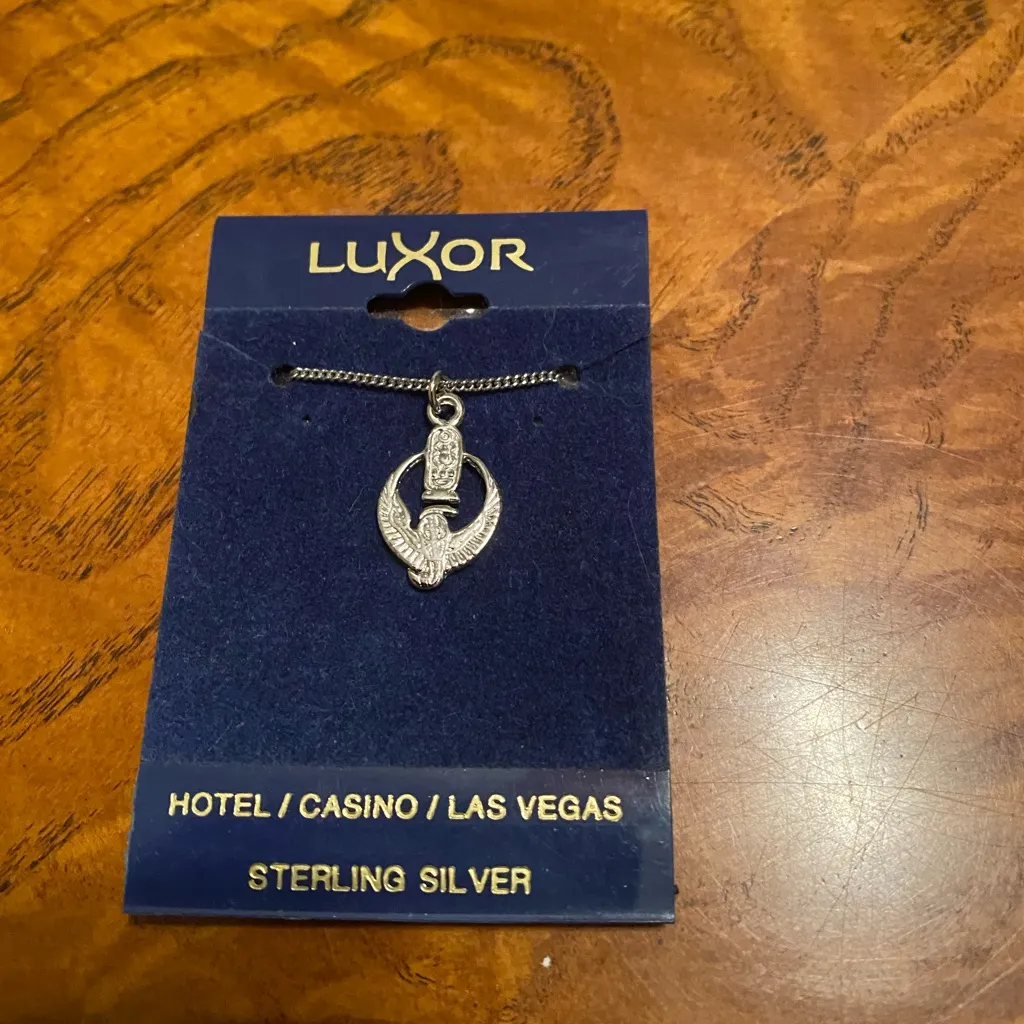 LUXOR
HOTEL / CASINO / LAS VEGAS
STERLING SILVER